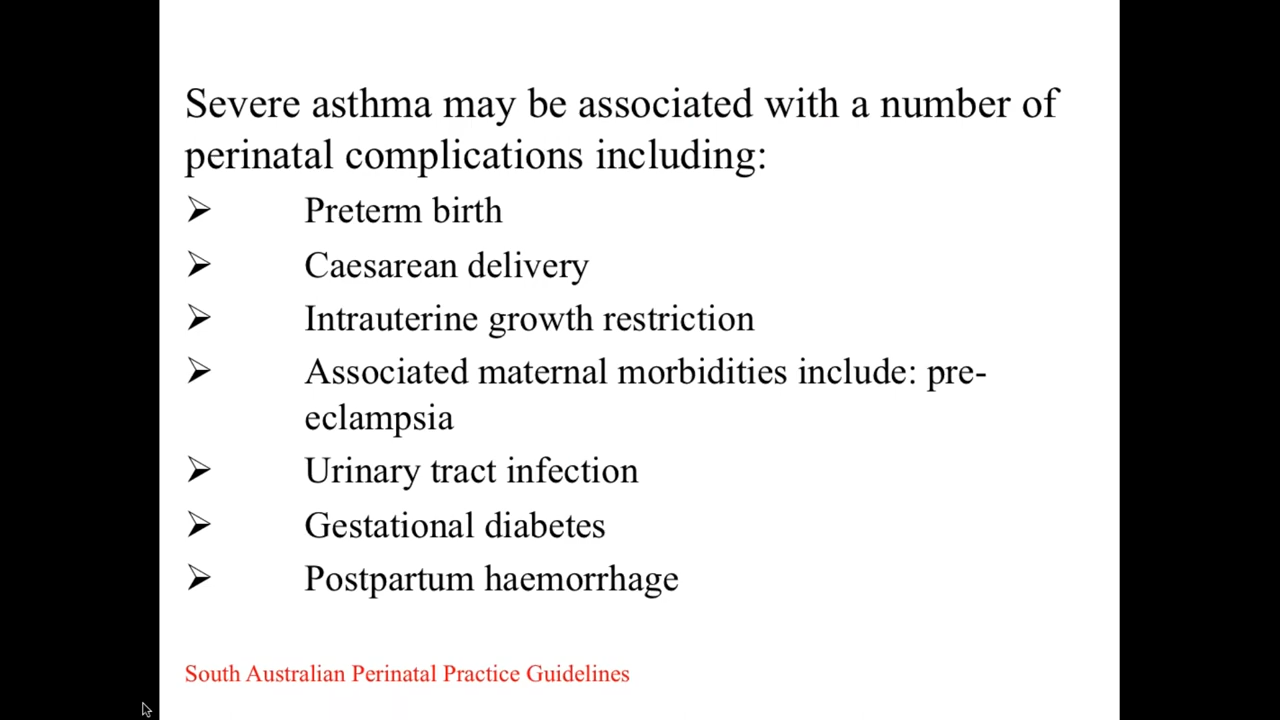 Severe asthma may be associated with a number of
perinatal complications including:
➢ Preterm birth
➢ Caesarean delivery
➢ Intrauterine growth restriction
➢ Associated maternal morbidities include: pre-
eclampsia
➢ Urinary tract infection
➢ Gestational diabetes
➢ Postpartum haemorrhage
South Australian Perinatal Practice Guidelines